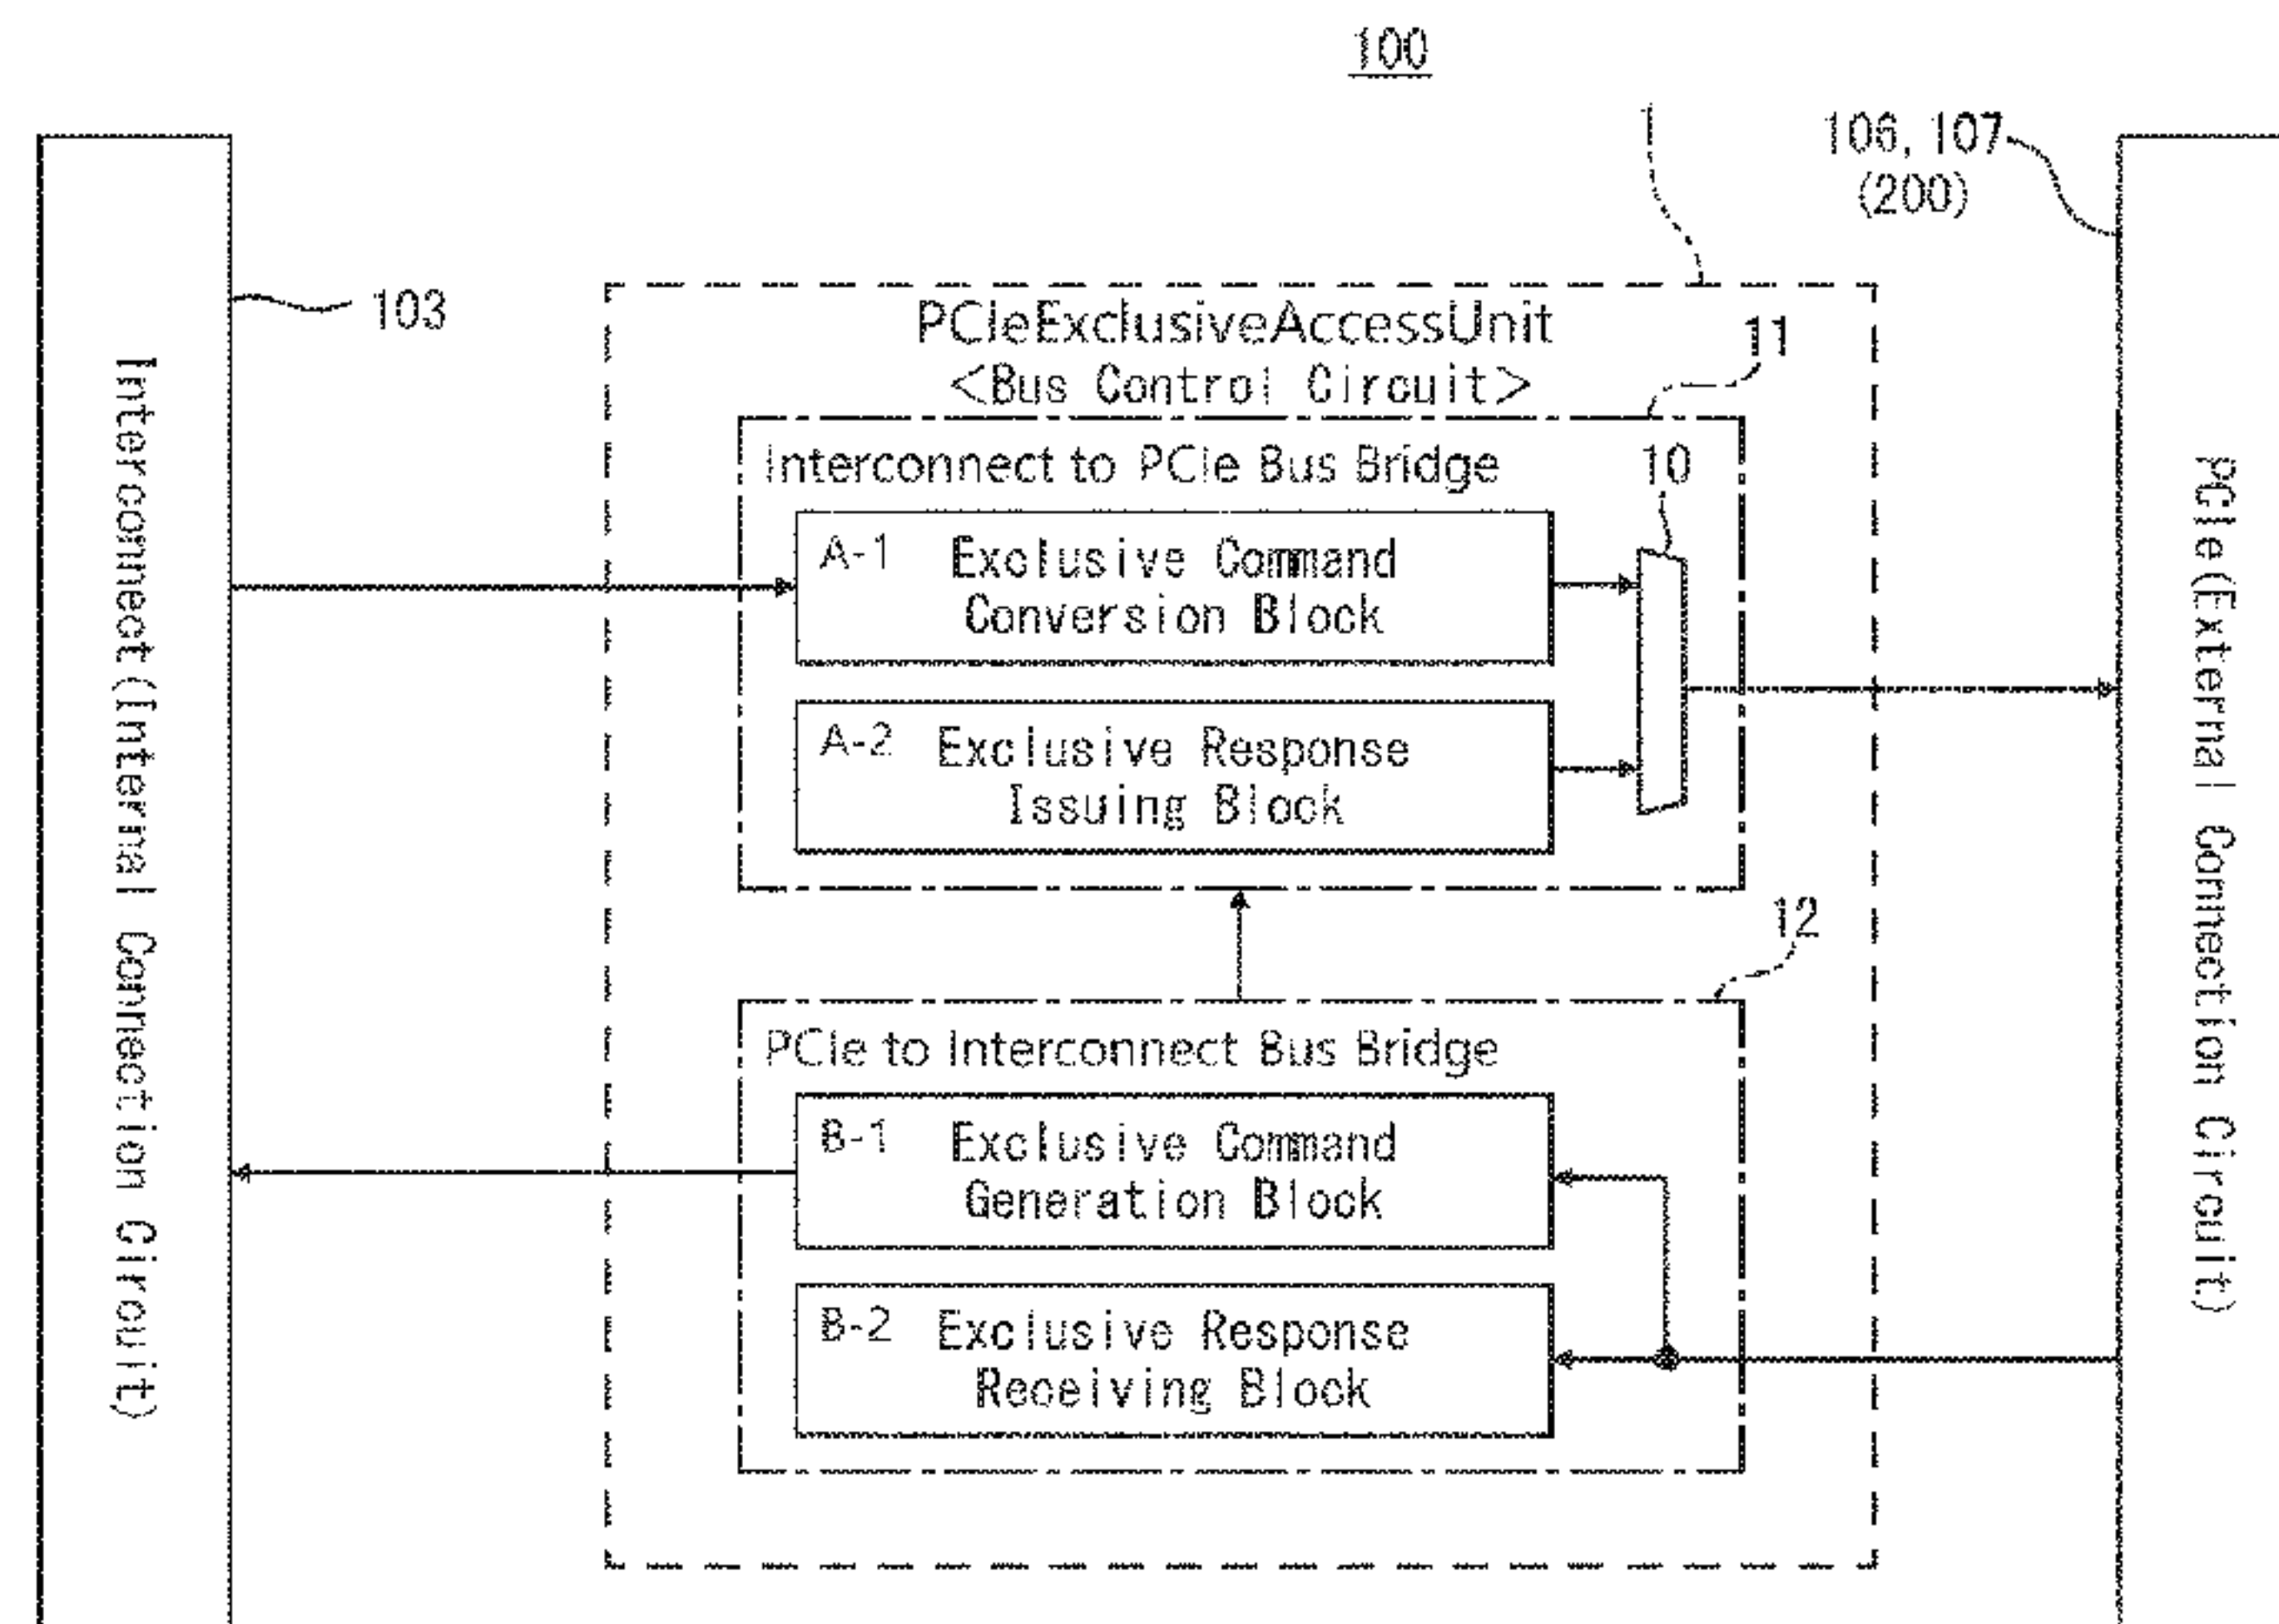 100
1
106, 107
(200)
103
PCIeExclusiveAccessUnit
<Bus Control Circuit>
11
Interconnect to PCIe Bus Bridge
10
A-1 Exclusive Command
Conversion Block
A-2 Exclusive Response
Issuing Block
12
PCIe to Interconnect Bus Bridge
B-1 Exclusive Command
Generation Block
B-2 Exclusive Response
Receiving Block
Interconnect(Internal Connection Circuit)
PCIe(External Connection Circuit)